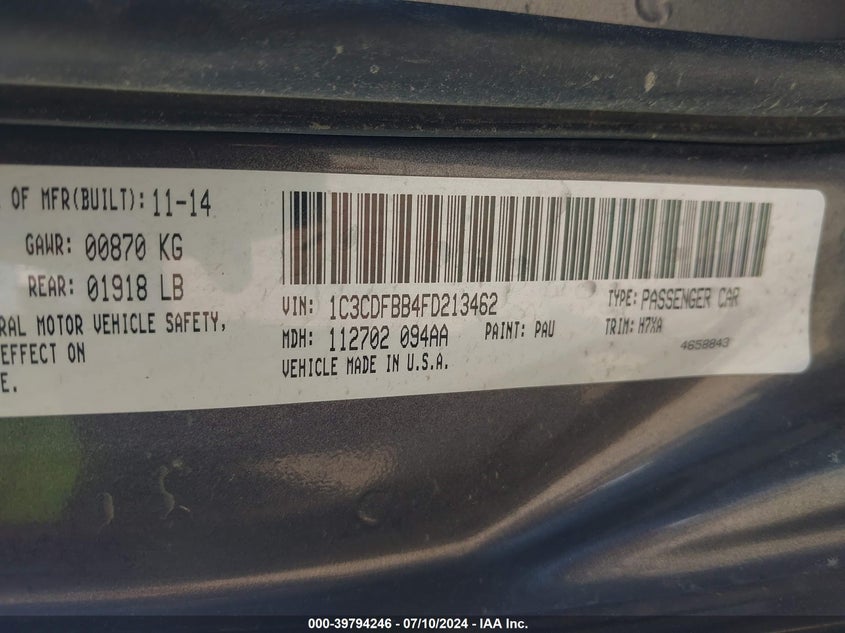 OF MFR(BUILT): 11-14
GAWR: 00870 KG
REAR: 01918 LB
RAL MOTOR VEHICLE SAFETY,
EFFECT ON
E.
VIN: 1C3CDFBB4FD213462 TYPE: PASSENGER CAR
MDH: 112702 094AA PAINT: PAU TRIM: H7XA
VEHICLE MADE IN U.S.A. 4658843
000-39794246 - 07/10/2024 - IAA Inc.